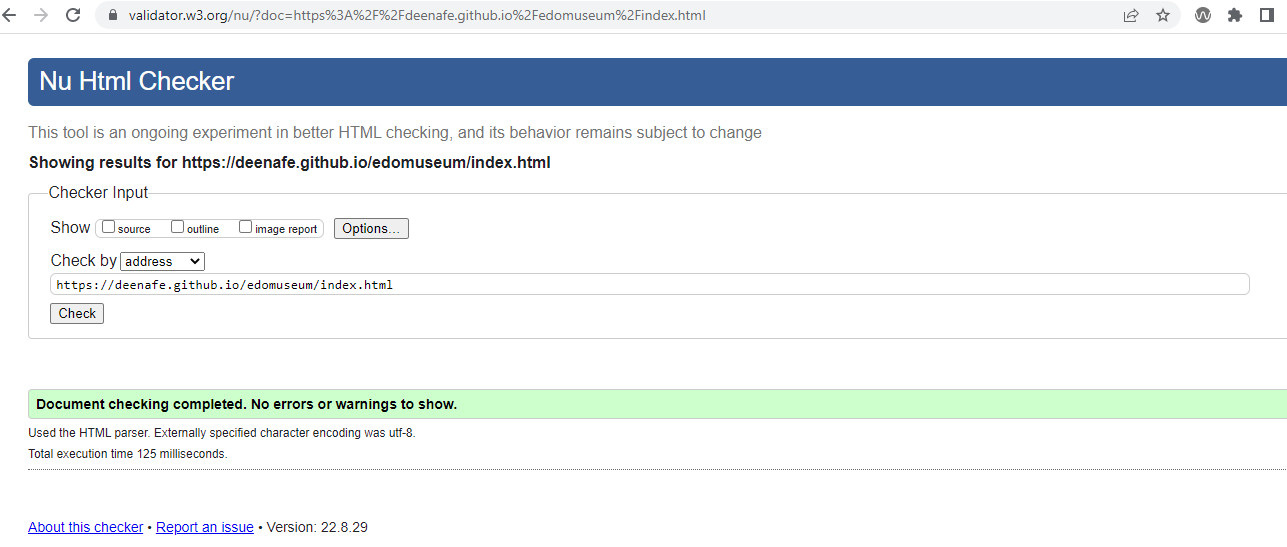 validator.w3.org/nu/?doc=https%3A%2F%2Fdeenafe.github.io%2Fedomuseum%2Findex.html
Nu Html Checker
This tool is an ongoing experiment in better HTML checking, and its behavior remains subject to change
Showing results for https://deenafe.github.io/edomuseum/index.html
Checker Input
Show source outline image report Options...
Check by address
https://deenafe.github.io/edomuseum/index.html
Check
Document checking completed. No errors or warnings to show.
Used the HTML parser. Externally specified character encoding was utf-8.
Total execution time 125 milliseconds.
About this checker • Report an issue • Version: 22.8.29